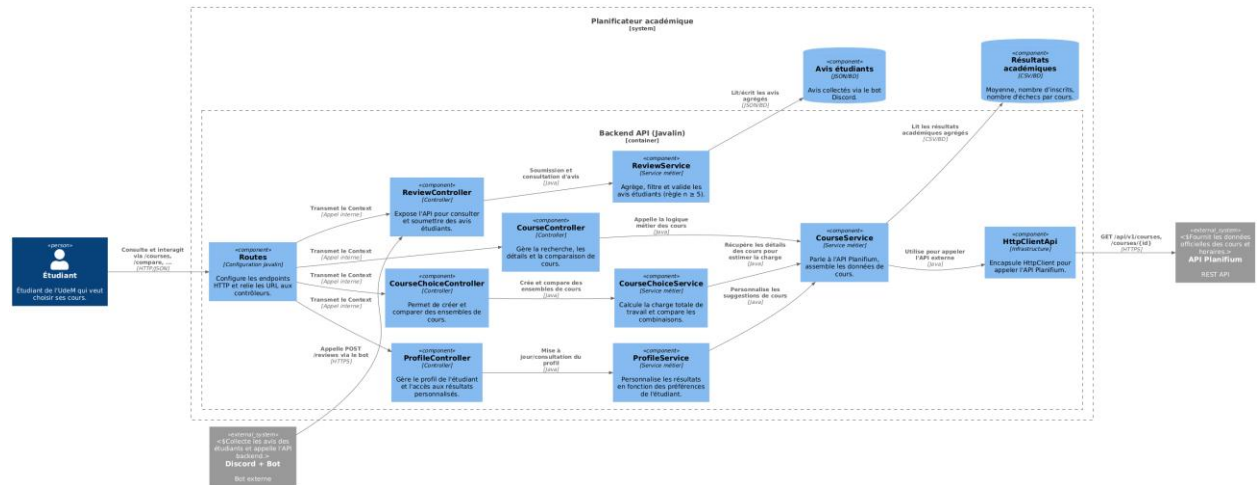 Planificateur académique
[system]
«component»
Avis étudiants
[JSON/BD]
Avis collectés via le bot
Discord.
«component»
Résultats
académiques
[CSV/BD]
Moyenne, nombre d'inscrits,
nombre d'échecs par cours.
Lit/écrit les avis
agrégés
[JSON/BD]
Lit les résultats
académiques agrégés
[CSV/BD]
Backend API (Javalin)
[container]
«component»
ReviewService
[Service métier]
Agrège, filtre et valide les
avis étudiants (règle n ≥ 5).
Soumission et
consultation d'avis
[Java]
«component»
ReviewController
[Controller]
Expose l'API pour consulter
et soumettre des avis
étudiants.
Transmet le Context
[Appel interne]
«component»
CourseController
[Controller]
Gère la recherche, les
détails et la comparaison de
cours.
Appelle la logique
métier des cours
[Java]
«person»
Étudiant
Étudiant de l'UdeM qui veut
choisir ses cours.
Consulte et interagit
via /courses,
/compare, ...
[HTTP/JSON]
«component»
Routes
[Configuration Javalin]
Configure les endpoints
HTTP et relie les URL aux
contrôleurs.
Transmet le Context
[Appel interne]
Transmet le Context
[Appel interne]
Transmet le Context
[Appel interne]
«component»
CourseChoiceController
[Controller]
Permet de créer et
comparer des ensembles de
cours.
Crée et compare des
ensembles de cours
[Java]
«component»
CourseChoiceService
[Service métier]
Calcule la charge totale de
travail et compare les
combinaisons.
Récupère les détails
des cours pour
estimer la charge
[Java]
Personnalise les
suggestions de cours
[Java]
«component»
CourseService
[Service métier]
Parle à l'API Planifium,
assemble les données de
cours.
Utilise pour appeler
l'API externe
[Java]
«component»
HttpClientApi
[Infrastructure]
Encapsule HttpClient pour
appeler l'API Planifium.
GET /api/v1/courses,
/courses/{id}
[HTTPS]
«external_system»
<$Fournit les données
officielles des cours et
horaires.>
API Planifium
REST API
Appelle POST
/reviews via le bot
[HTTPS]
«component»
ProfileController
[Controller]
Gère le profil de l'étudiant
et l'accès aux résultats
personnalisés.
Mise à
jour/consultation du
profil
[Java]
«component»
ProfileService
[Service métier]
Personnalise les résultats
en fonction des préférences
de l'étudiant.
«external_system»
<$Collecte les avis des
étudiants et appelle l'API
backend.>
Discord + Bot
Bot externe